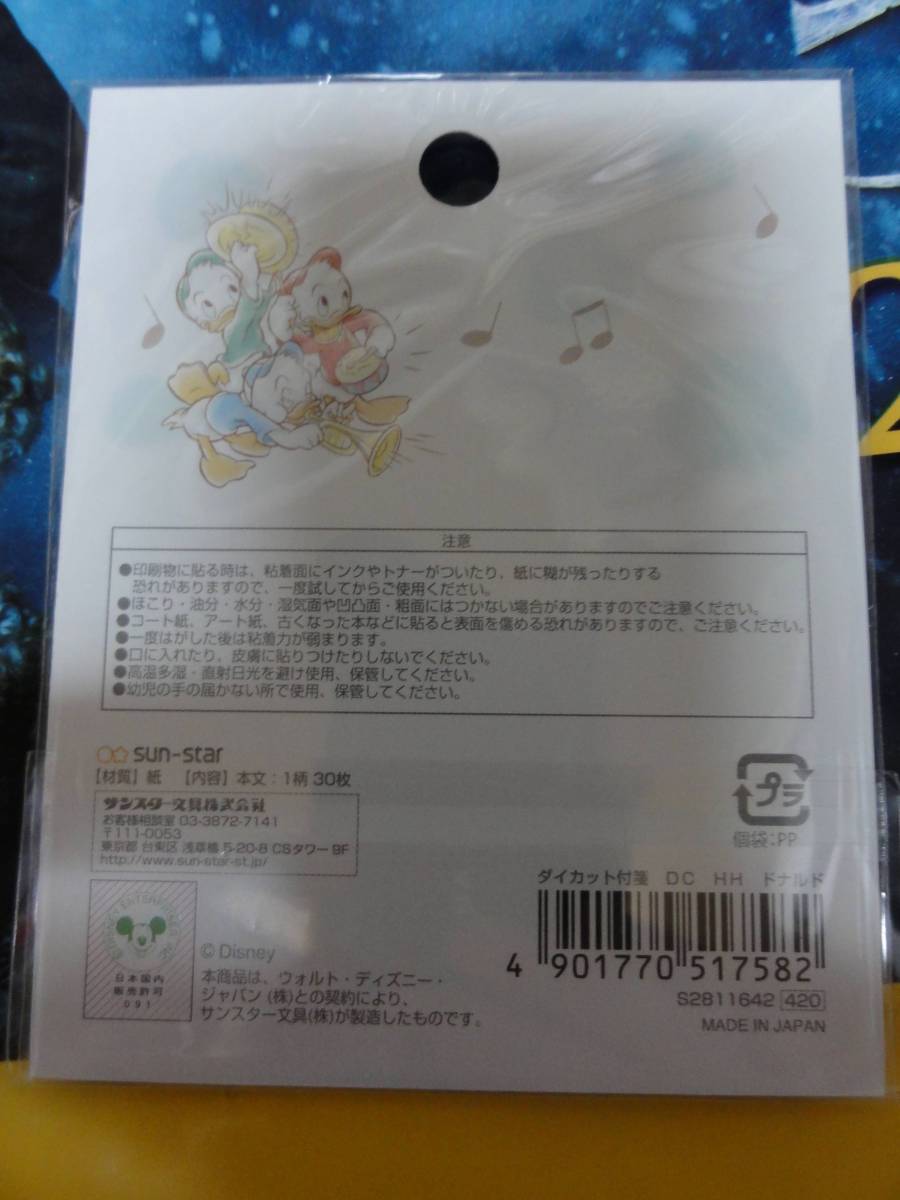 注意
●印刷物に貼る時は、粘着面にインクやトナーがついたり、紙に糊が残ったりする
恐れがありますので、一度試してからご使用ください。
●ほこり・油分・水分・湿気面や凹凸面・粗面にはつかない場合がありますのでご注意ください。
●コート紙、アート紙、古くなった本などに貼ると表面を傷める恐れがありますので、ご注意ください。
●一度はがした後は粘着力が弱まります。
●口に入れたり、皮膚に貼りつけたりしないでください。
●高温多湿・直射日光を避け使用、保管してください。
●幼児の手の届かない所で使用、保管してください。
sun-star
【材質】紙 【内容】本文：1柄 30枚
サンスター文具株式会社
お客様相談室 03-3872-7141
〒111-0053
東京都 台東区 浅草橋 5-20-8 CSタワー 8F
http://www.sun-star-st.jp/
プラ
個袋：PP
ダイカット付箋 DC HH ドナルド
4 901770 517582
S2811642 420
MADE IN JAPAN
日本国内
販売許可
091
© Disney
本商品は、ウォルト・ディズニー・
ジャパン(株)との契約により、
サンスター文具(株)が製造したものです。
2